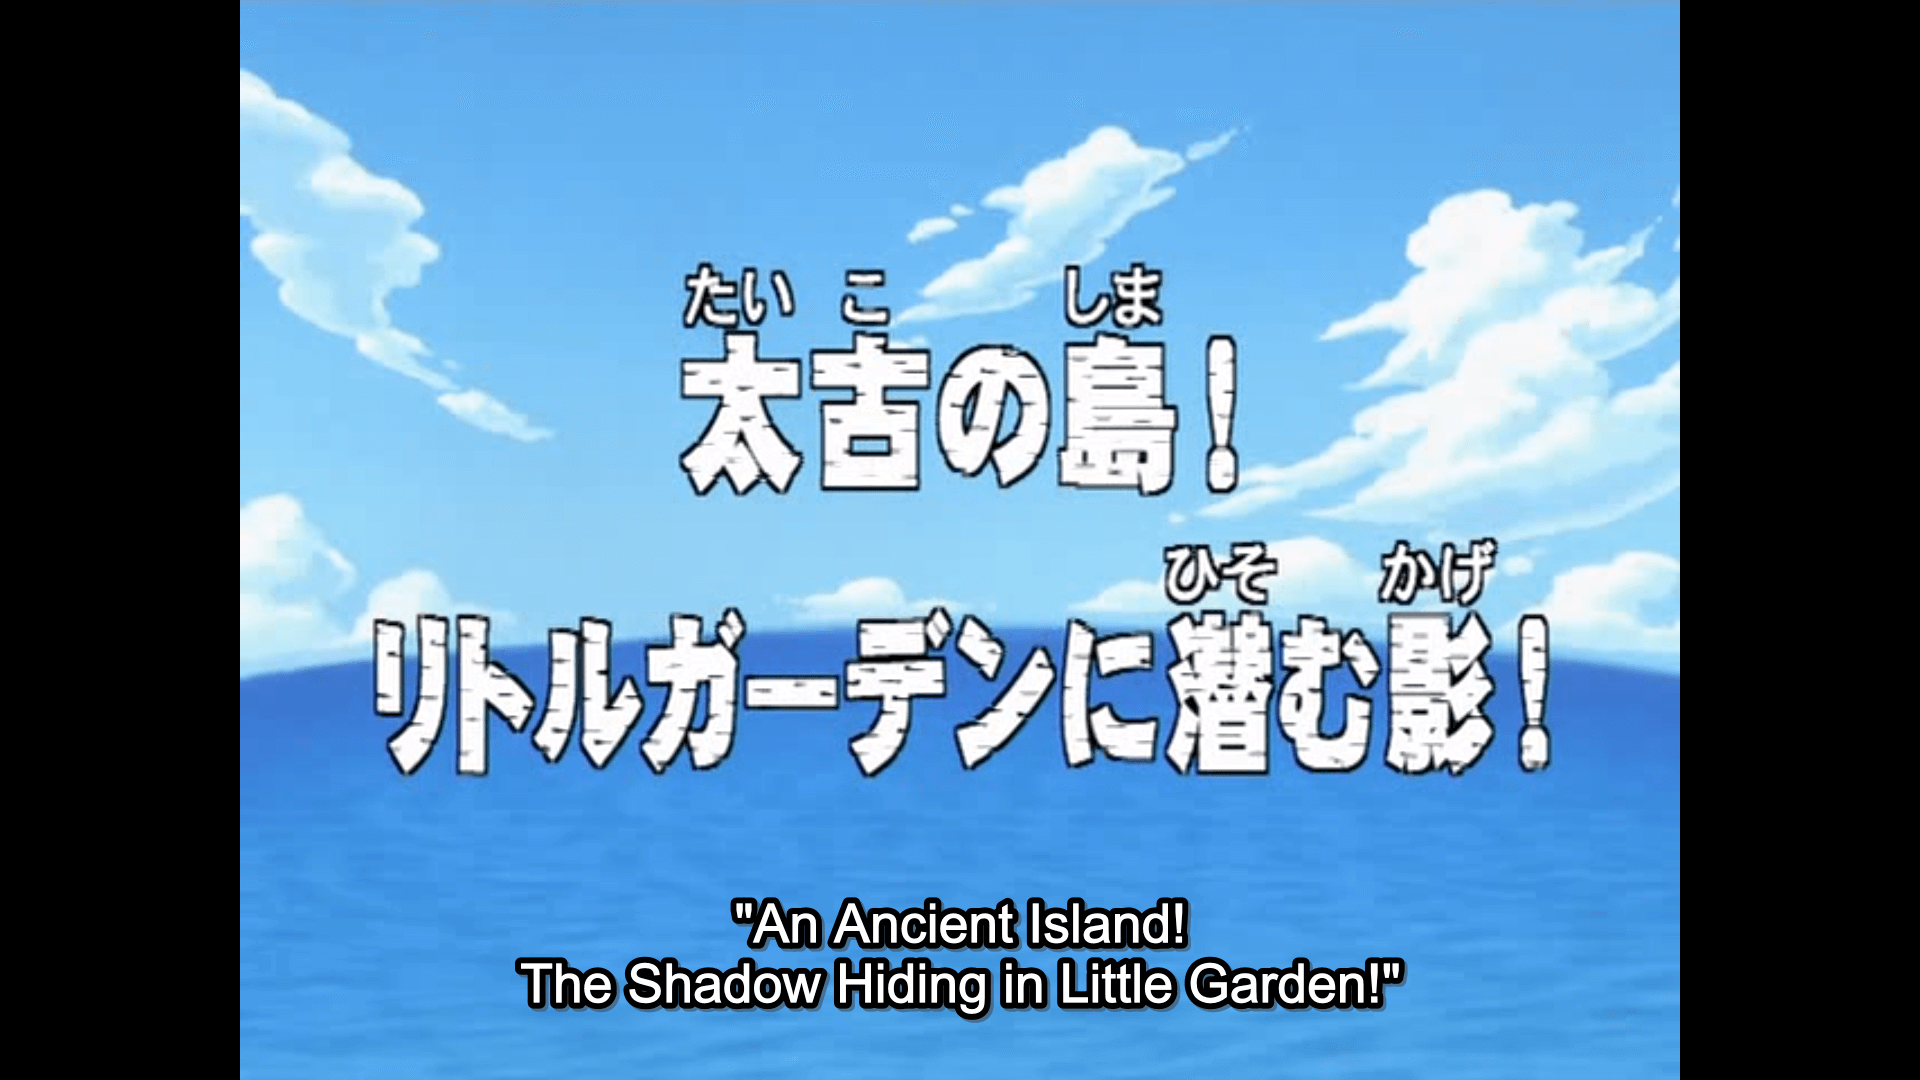 たい こ しま
太古の島!
ひそ かげ
リトルガーデンに潜む影!
"An Ancient Island!
The Shadow Hiding in Little Garden!"